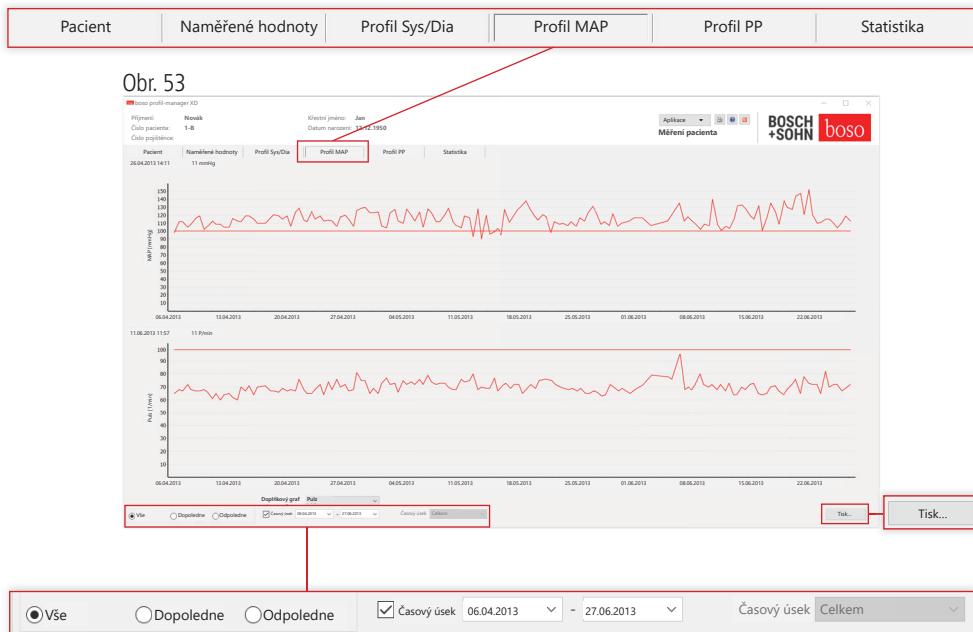 Pacient Naměřené hodnoty Profil Sys/Dia Profil MAP Profil PP Statistika
Obr. 53
boso profil-manager XD
Příjmení: Novák Křestní jméno: Jan Aplikace
Číslo pacienta: 1-B Datum narození: 12.12.1950 Měření pacienta
Číslo pojištěnce:
BOSCH
+SOHN boso
Pacient Naměřené hodnoty Profil Sys/Dia Profil MAP Profil PP Statistika
26.04.2013 14:11 11 mmHg
150
140
130
120
110
100
90
80
70
60
50
40
30
20
10
MAP [mmHg]
06.04.2013 13.04.2013 20.04.2013 27.04.2013 04.05.2013 11.05.2013 18.05.2013 25.05.2013 01.06.2013 08.06.2013 15.06.2013 22.06.2013
11.06.2013 11:57 11 P/min
100
90
80
70
60
50
40
30
20
10
Puls [1/min]
06.04.2013 13.04.2013 20.04.2013 27.04.2013 04.05.2013 11.05.2013 18.05.2013 25.05.2013 01.06.2013 08.06.2013 15.06.2013 22.06.2013
Doplňkový graf Pulz
Vše Dopoledne Odpoledne Časový úsek 06.04.2013 - 27.06.2013 Časový úsek Celkem Tisk...
Tisk...
Vše Dopoledne Odpoledne Časový úsek 06.04.2013 - 27.06.2013 Časový úsek Celkem